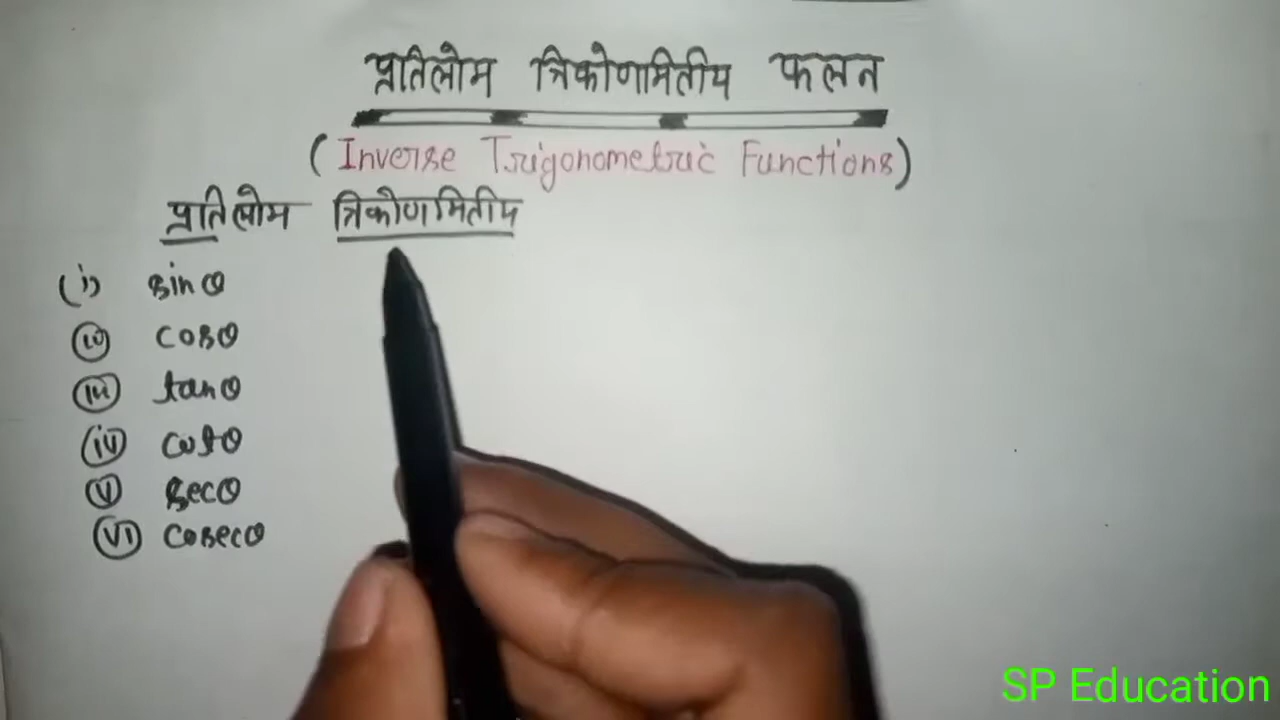 प्रतिलोम त्रिकोणमितीय फलन
(Inverse Trigonometric Functions)
प्रतिलोम त्रिकोणमितीय
(i) sinθ
(ii) cosθ
(iii) tanθ
(iv) cotθ
(v) secθ
(vi) cosecθ
SP Education